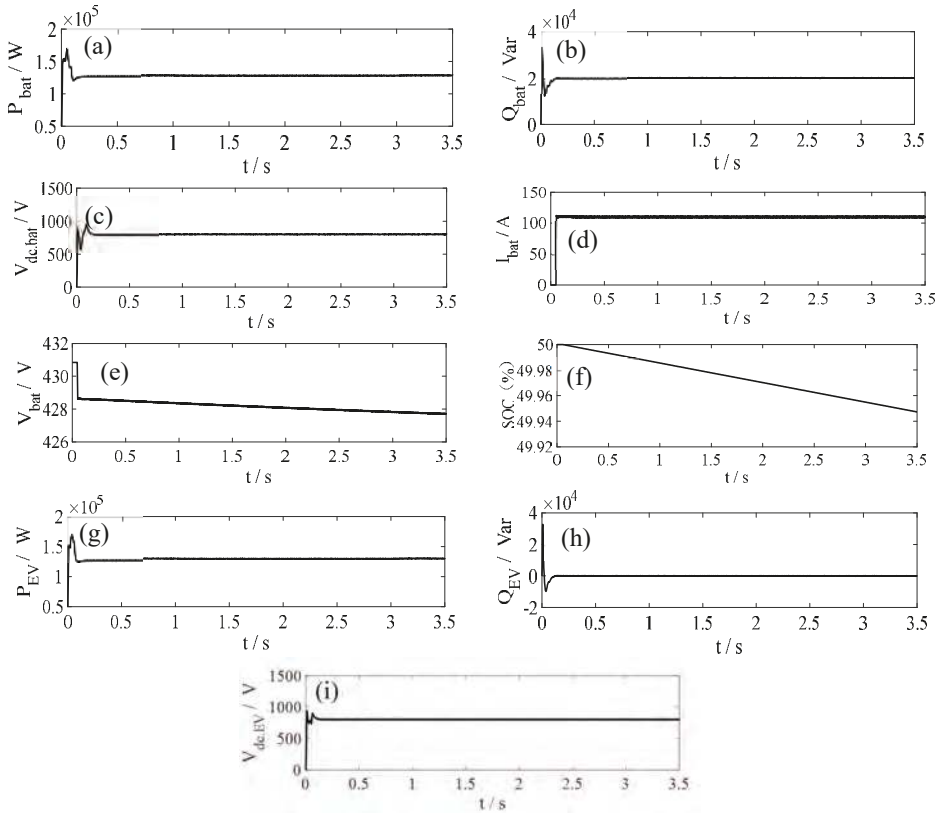 ×10⁵
2
1.5
1
0.5
P_bat / W
(a)
0 0.5 1 1.5 2 2.5 3 3.5
t / s
×10⁴
4
2
0
Q_bat / Var
(b)
0 0.5 1 1.5 2 2.5 3 3.5
t / s
1500
1000
500
0
V_dc.bat / V
(c)
0 0.5 1 1.5 2 2.5 3 3.5
t / s
150
100
50
0
I_bat / A
(d)
0 0.5 1 1.5 2 2.5 3 3.5
t / s
432
430
428
426
V_bat / V
(e)
0 0.5 1 1.5 2 2.5 3 3.5
t / s
50
49.98
49.96
49.94
49.92
SOC (%)
(f)
0 0.5 1 1.5 2 2.5 3 3.5
t / s
×10⁵
2
1.5
1
0.5
P_EV / W
(g)
0 0.5 1 1.5 2 2.5 3 3.5
t / s
×10⁴
4
2
0
-2
Q_EV / Var
(h)
0 0.5 1 1.5 2 2.5 3 3.5
t / s
1500
1000
500
0
V_dc.EV / V
(i)
0 0.5 1 1.5 2 2.5 3 3.5
t / s